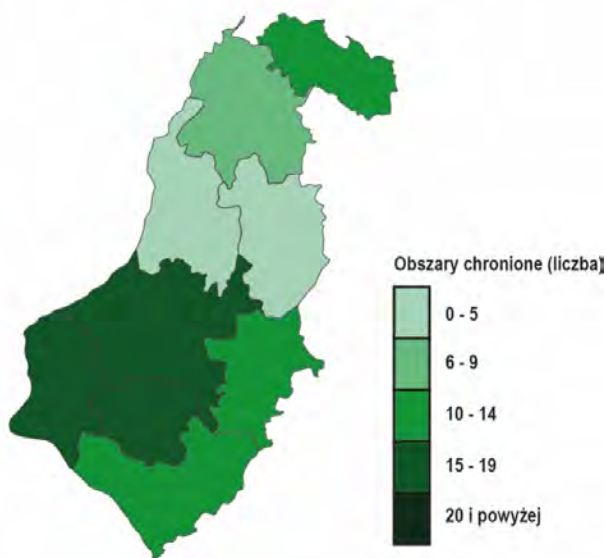 Obszary chronione (liczba)
0 - 5
6 - 9
10 - 14
15 - 19
20 i powyżej